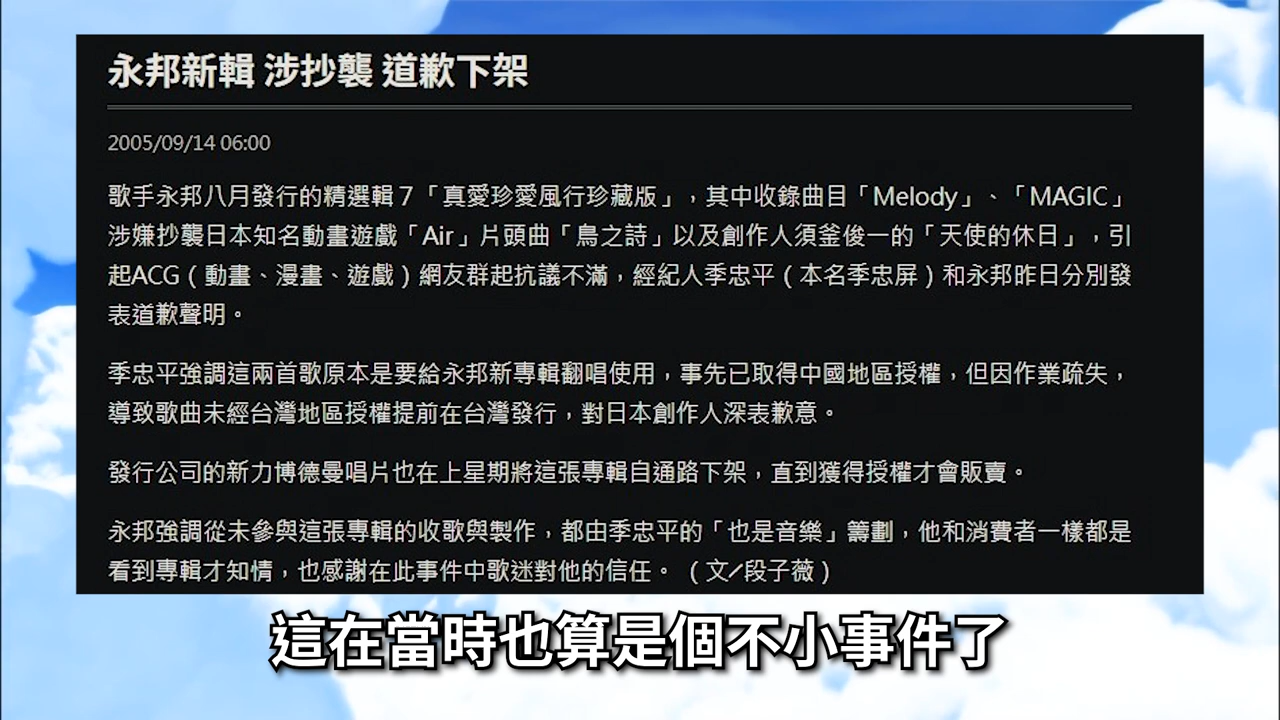 永邦新輯 涉抄襲 道歉下架
2005/09/14 06:00
歌手永邦八月發行的精選輯7「真愛珍愛風行珍藏版」，其中收錄曲目「Melody」、「MAGIC」
涉嫌抄襲日本知名動畫遊戲「Air」片頭曲「鳥之詩」以及創作人須釜俊一的「天使的休日」，引
起ACG（動畫、漫畫、遊戲）網友群起抗議不滿，經紀人季忠平（本名季忠屏）和永邦昨日分別發
表道歉聲明。
季忠平強調這兩首歌原本是要給永邦新專輯翻唱使用，事先已取得中國地區授權，但因作業疏失，
導致歌曲未經台灣地區授權提前在台灣發行，對日本創作人深表歉意。
發行公司的新力博德曼唱片也在上星期將這張專輯自通路下架，直到獲得授權才會販賣。
永邦強調從未參與這張專輯的收歌與製作，都由季忠平的「也是音樂」籌劃，他和消費者一樣都是
看到專輯才知情，也感謝在此事件中歌迷對他的信任。（文／段子薇）
這在當時也算是個不小事件了